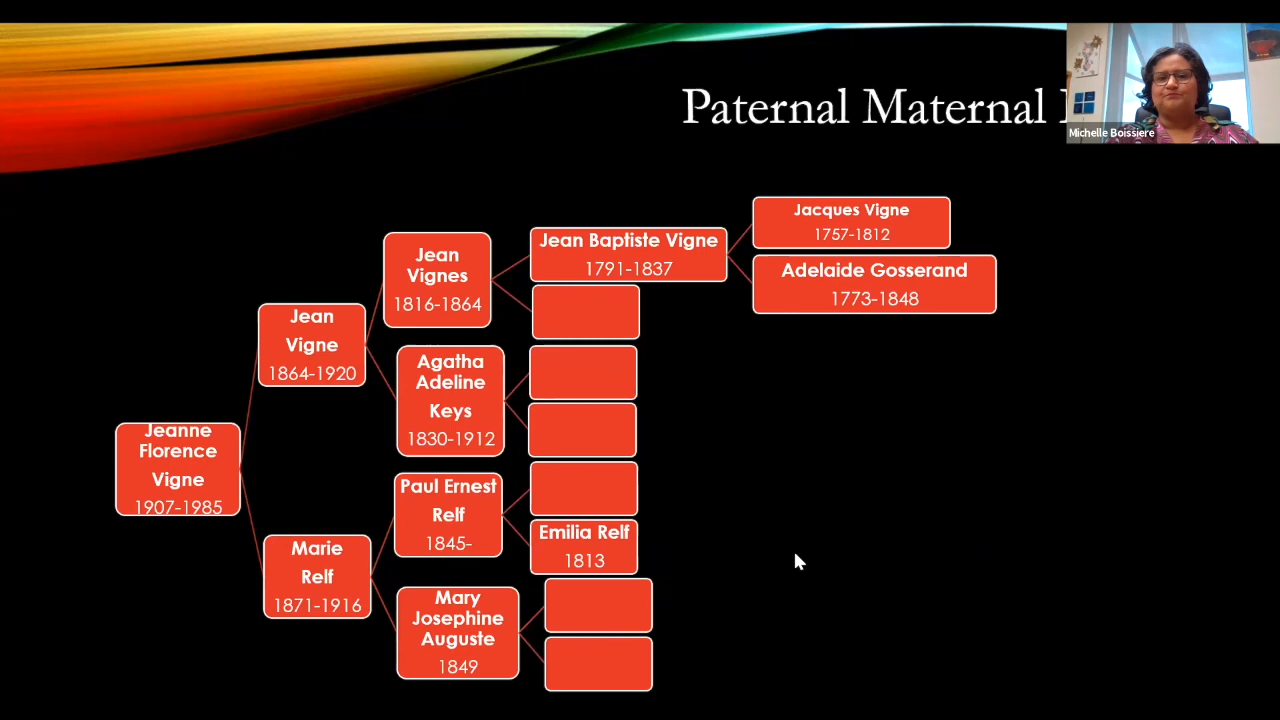 Paternal Maternal
Michelle Boissiere
Jacques Vigne
1757-1812
Jean Baptiste Vigne
1791-1837
Adelaide Gosserand
1773-1848
Jean
Vignes
1816-1864
Jean
Vigne
1864-1920
Agatha
Adeline
Keys
1830-1912
Jeanne
Florence
Vigne
1907-1985
Paul Ernest
Relf
1845-
Emilia Relf
1813
Marie
Relf
1871-1916
Mary
Josephine
Auguste
1849